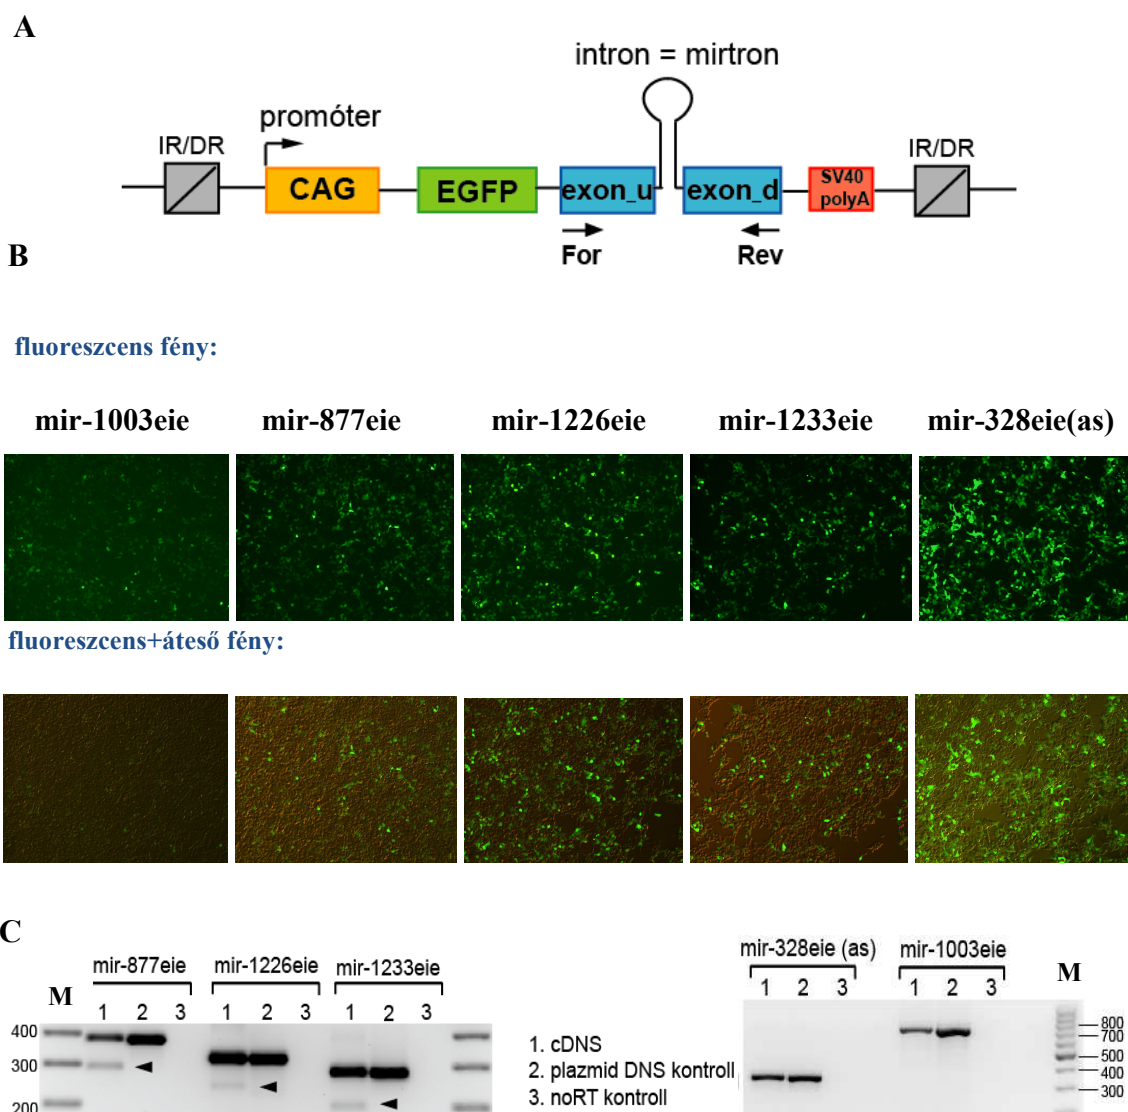 A
intron = mirtron
promóter
IR/DR
IR/DR
CAG
EGFP
exon_u
exon_d
SV40
polyA
For
Rev
B
fluoreszcens fény:
mir-1003eie mir-877eie mir-1226eie mir-1233eie mir-328eie(as)
fluoreszcens+áteső fény:
C
mir-877eie mir-1226eie mir-1233eie
M 1 2 3 1 2 3 1 2 3
400
300
200
1. cDNS
2. plazmid DNS kontroll
3. noRT kontroll
mir-328eie (as) mir-1003eie
1 2 3 1 2 3 M
800
700
500
400
300